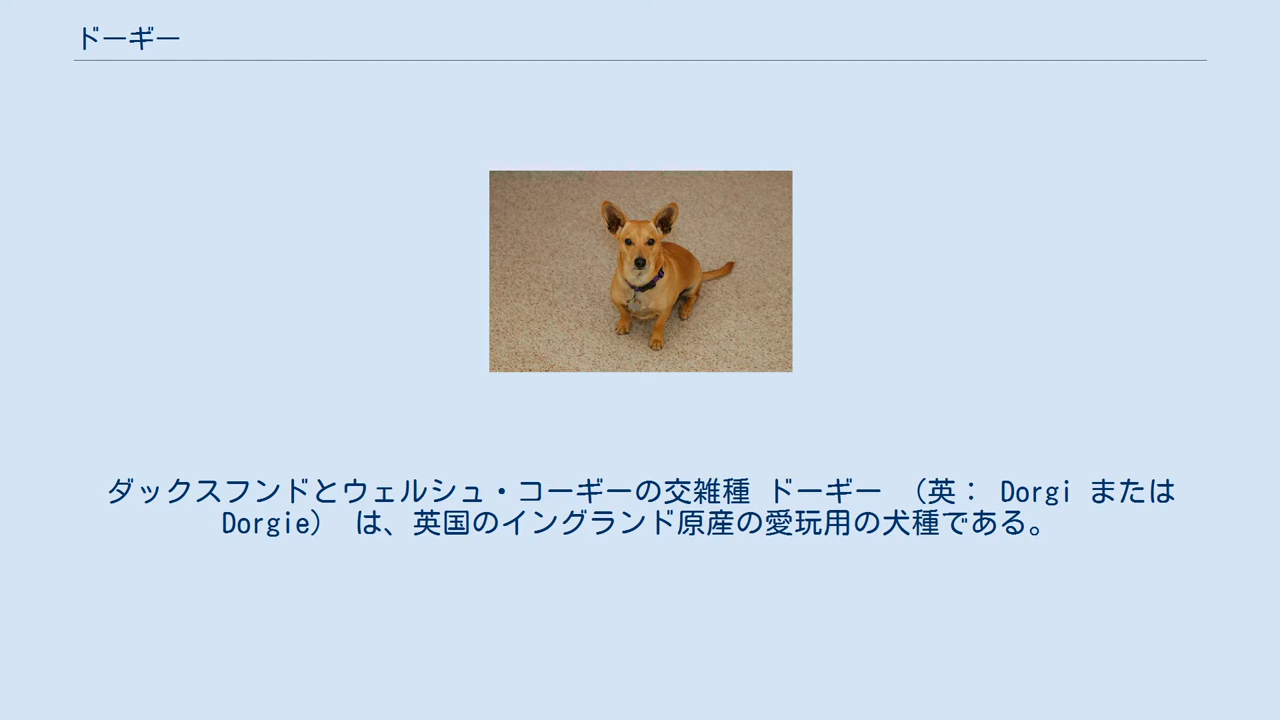 ドーギー
ダックスフンドとウェルシュ・コーギーの交雑種 ドーギー （英： Dorgi または
Dorgie） は、英国のイングランド原産の愛玩用の犬種である。